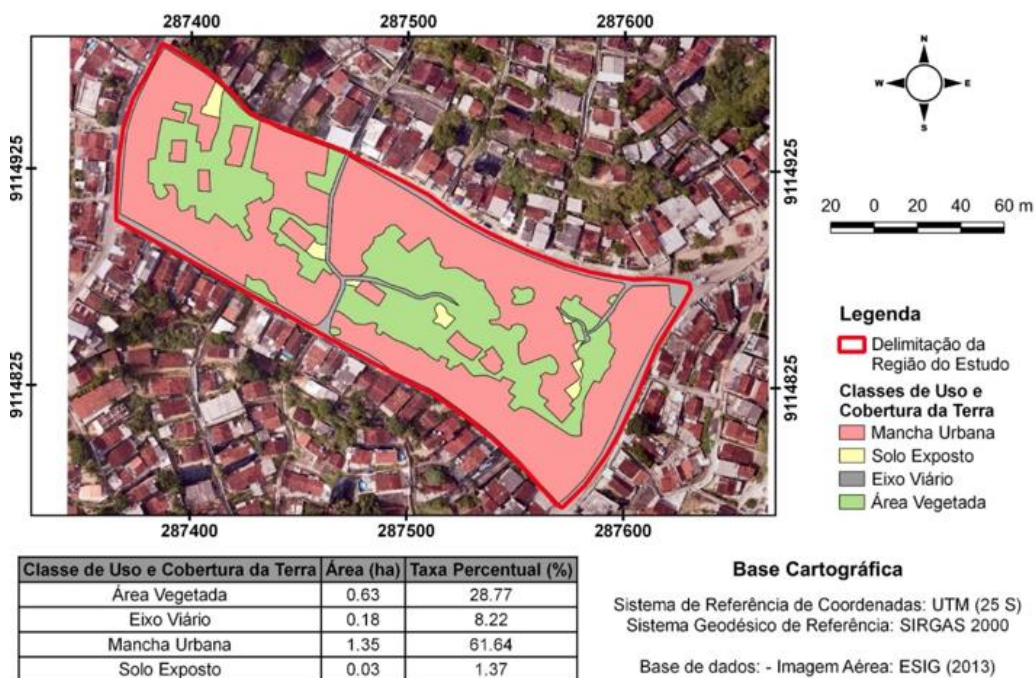 287400 287500 287600
N
W E
S
9114925
9114925
20 0 20 40 60 m
9114825
9114825
287400 287500 287600
Legenda
Delimitação da
Região do Estudo
Classes de Uso e
Cobertura da Terra
Mancha Urbana
Solo Exposto
Eixo Viário
Área Vegetada
Classe de Uso e Cobertura da Terra Área (ha) Taxa Percentual (%)
Área Vegetada 0.63 28.77
Eixo Viário 0.18 8.22
Mancha Urbana 1.35 61.64
Solo Exposto 0.03 1.37
Base Cartográfica
Sistema de Referência de Coordenadas: UTM (25 S)
Sistema Geodésico de Referência: SIRGAS 2000
Base de dados: - Imagem Aérea: ESIG (2013)